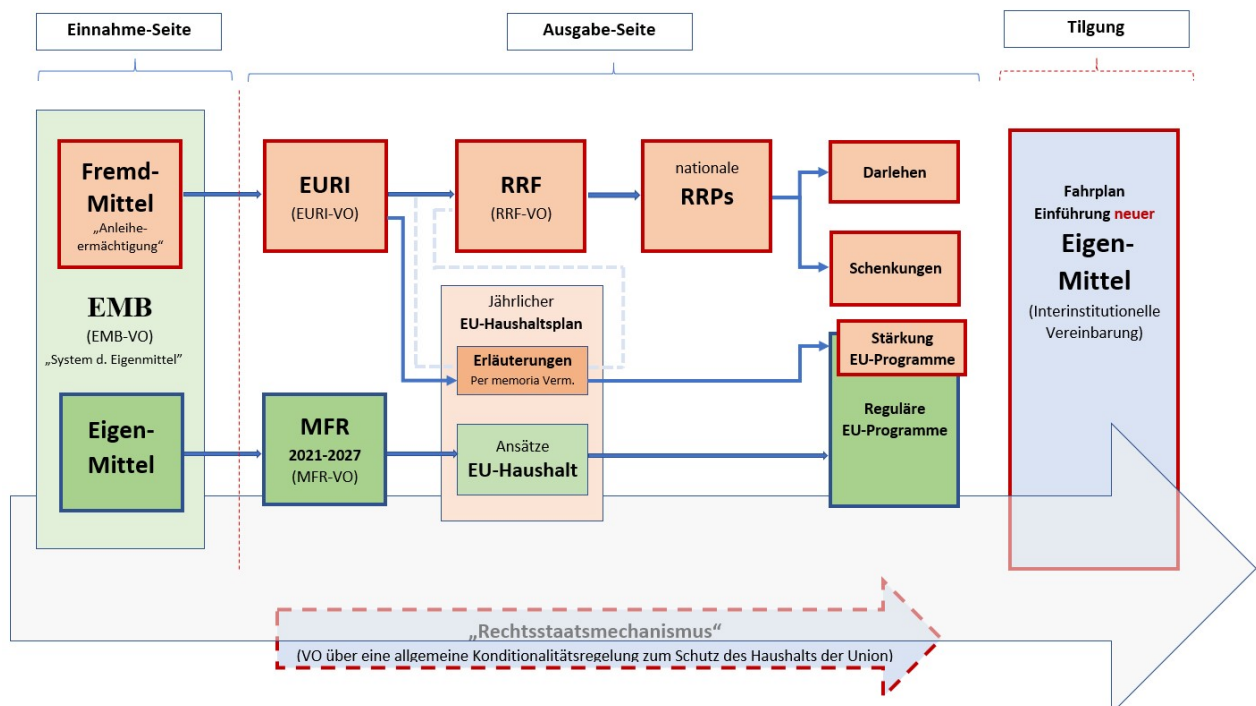 Einnahme-Seite
Ausgabe-Seite
Tilgung
Fremd-
Mittel
„Anleihe-
ermächtigung“
EMB
(EMB-VO)
„System d. Eigenmittel”
Eigen-
Mittel
EURI
(EURI-VO)
MFR
2021-2027
(MFR-VO)
RRF
(RRF-VO)
Jährlicher
EU-Haushaltsplan
Erläuterungen
Per memoria Verm.
Ansätze
EU-Haushalt
nationale
RRPs
Darlehen
Schenkungen
Stärkung
EU-Programme
Reguläre
EU-Programme
Fahrplan
Einführung neuer
Eigen-
Mittel
(Interinstitutionelle
Vereinbarung)
„Rechtsstaatsmechanismus“
(VO über eine allgemeine Konditionalitätsregelung zum Schutz des Haushalts der Union)